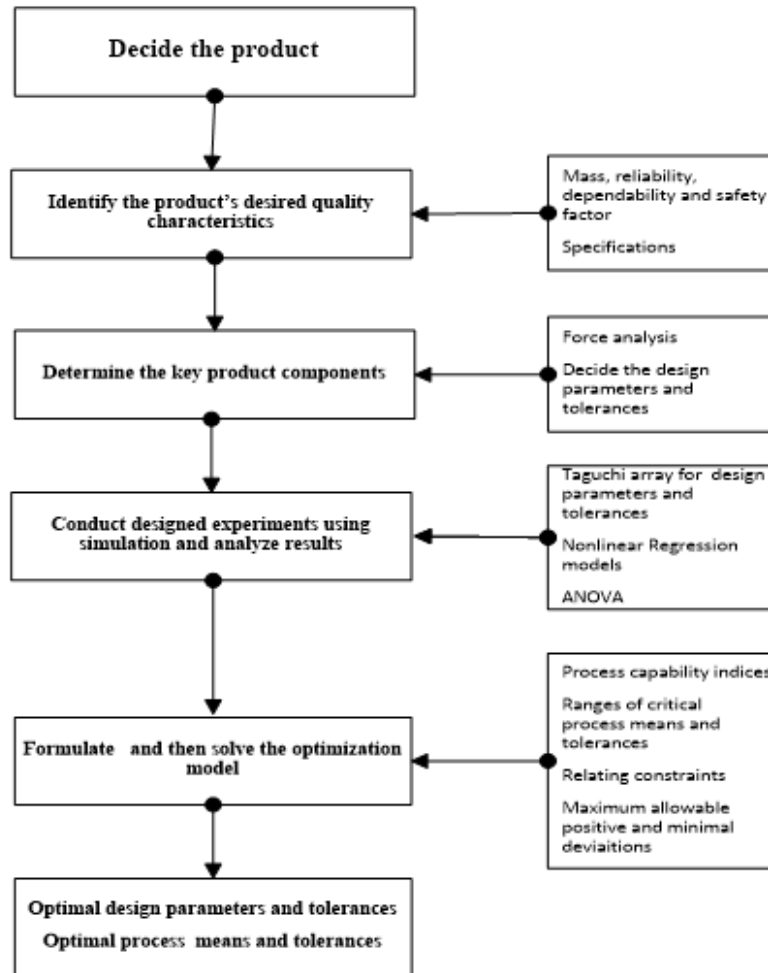 Decide the product
Identify the product's desired quality
characteristics
Mass, reliability,
dependability and safety
factor
Specifications
Determine the key product components
Force analysis
Decide the design
parameters and
tolerances
Conduct designed experiments using
simulation and analyze results
Taguchi array for design
parameters and
tolerances
Nonlinear Regression
models
ANOVA
Formulate and then solve the optimization
model
Process capability indices
Ranges of critical
process means and
tolerances
Relating constraints
Maximum allowable
positive and minimal
deviaitions
Optimal design parameters and tolerances
Optimal process means and tolerances